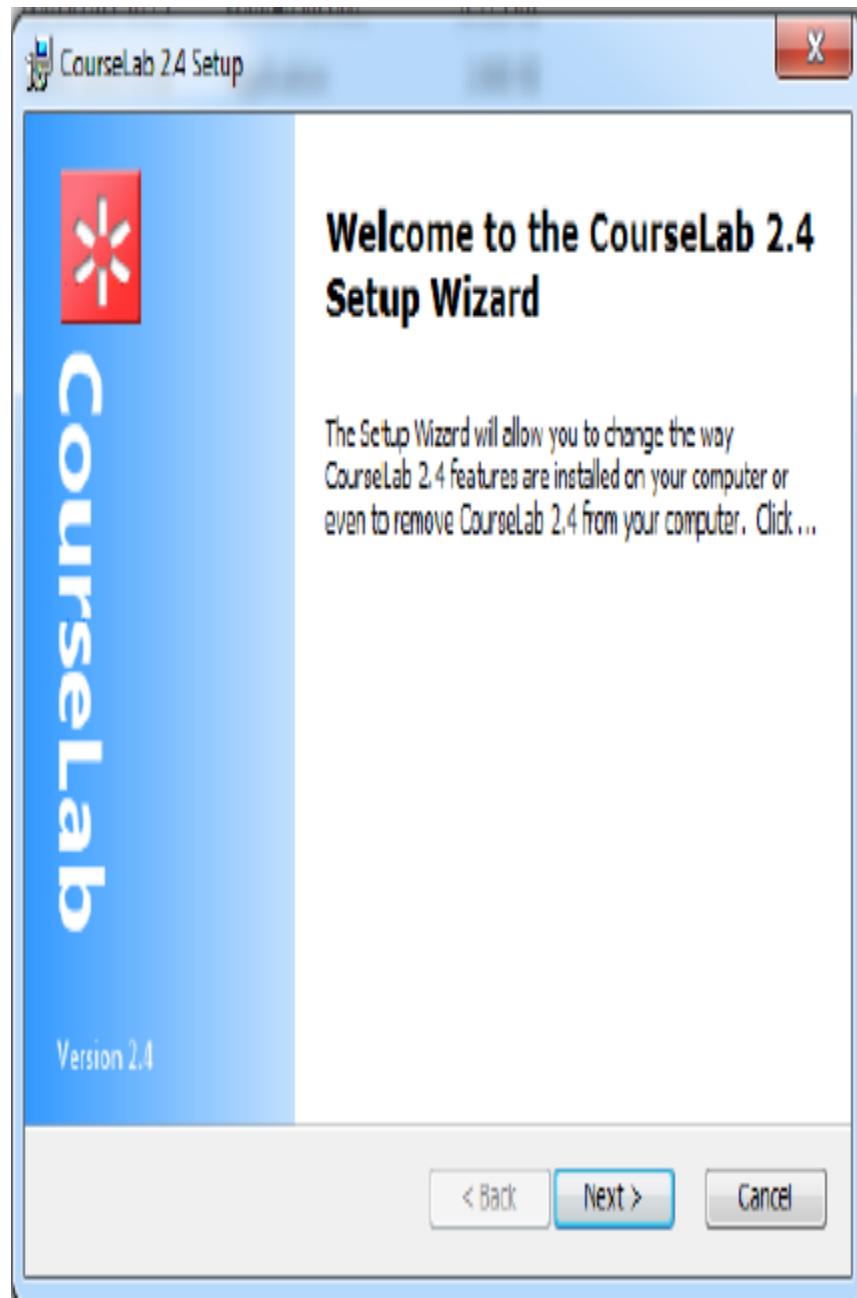 CourseLab 2.4 Setup
X
CourseLab
Version 2.4
Welcome to the CourseLab 2.4
Setup Wizard
The Setup Wizard will allow you to change the way
CourseLab 2.4 features are installed on your computer or
even to remove CourseLab 2.4 from your computer. Click ...
< Back
Next >
Cancel